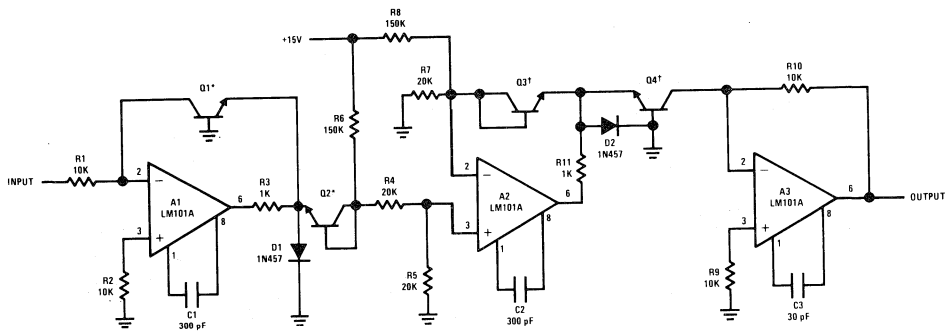 R8
150K
+15V
R10
10K
R7
20K
Q3†
Q4†
Q1*
R6
150K
D2
1N457
R11
1K
R1
10K
INPUT
2
−
A1
LM101A
6
R3
1K
Q2*
R4
20K
2
−
A2
LM101A
6
2
−
A3
LM101A
6
OUTPUT
3
+
8
1
D1
1N457
3
+
8
1
3
+
8
1
R2
10K
R5
20K
R9
10K
C1
300 pF
C2
300 pF
C3
30 pF